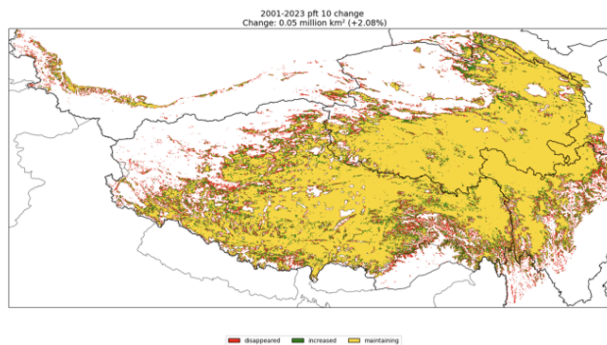 2001-2023 pft 10 change
Change: 0.05 million km² (+2.08%)
disappeared increased maintaining